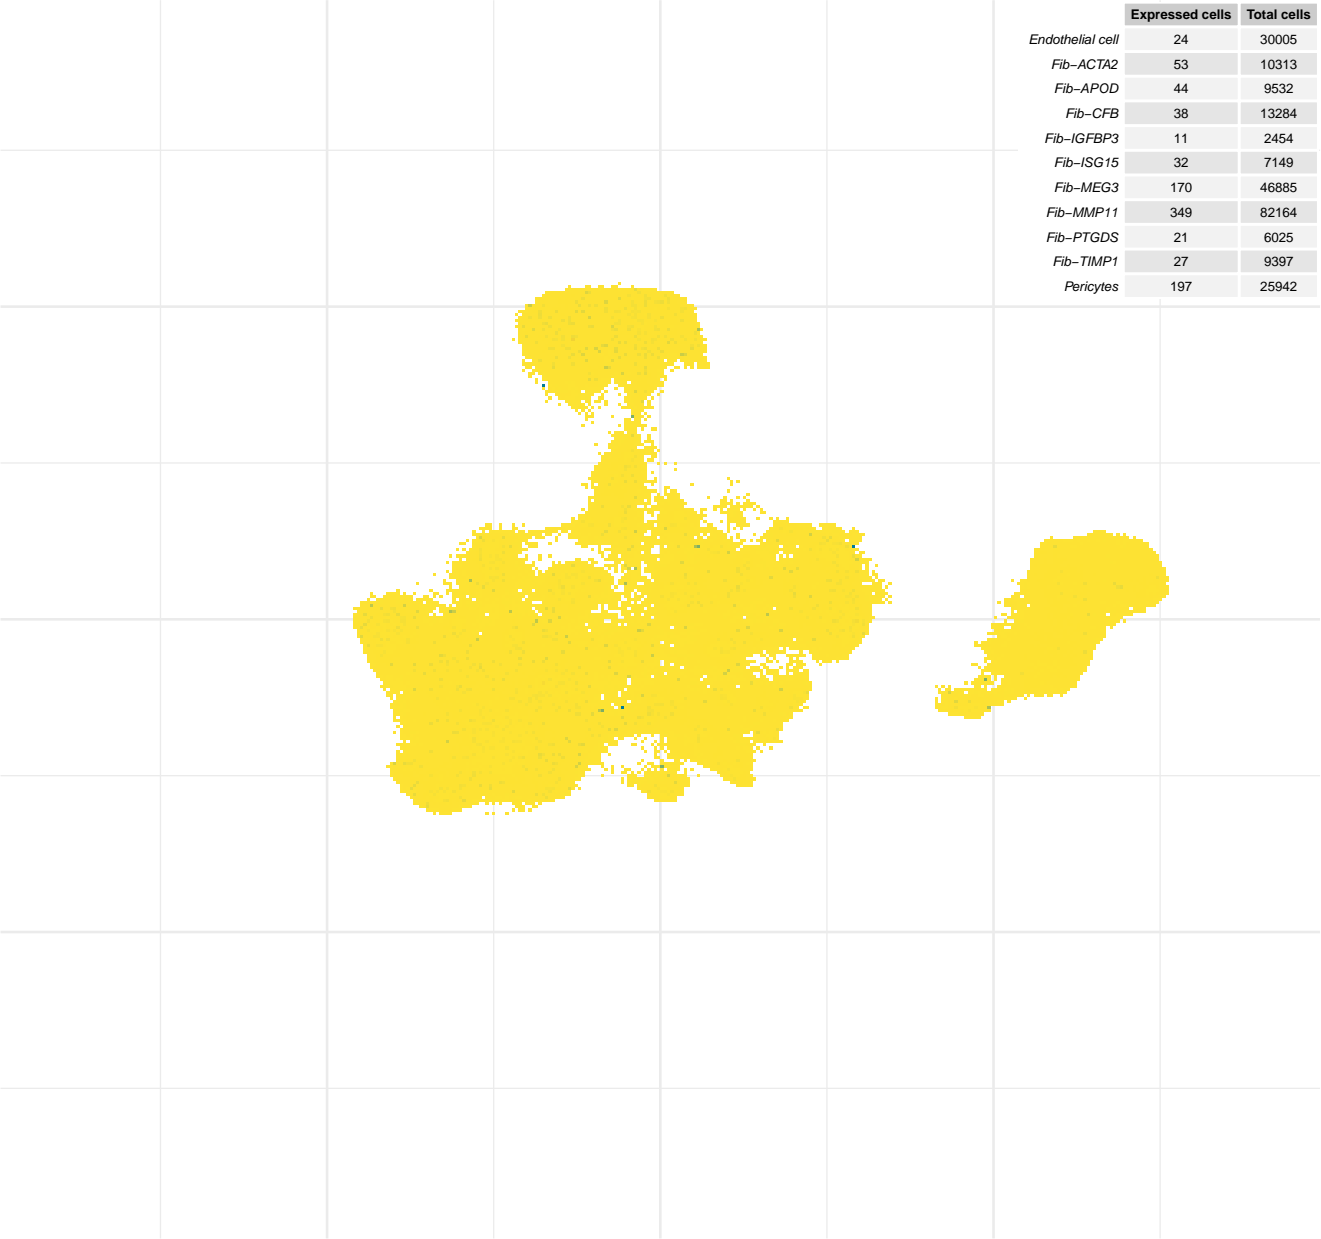 Expressed cells Total cells
Endothelial cell 24 30005
Fib−ACTA2 53 10313
Fib−APOD 44 9532
Fib−CFB 38 13284
Fib−IGFBP3 11 2454
Fib−ISG15 32 7149
Fib−MEG3 170 46885
Fib−MMP11 349 82164
Fib−PTGDS 21 6025
Fib−TIMP1 27 9397
Pericytes 197 25942